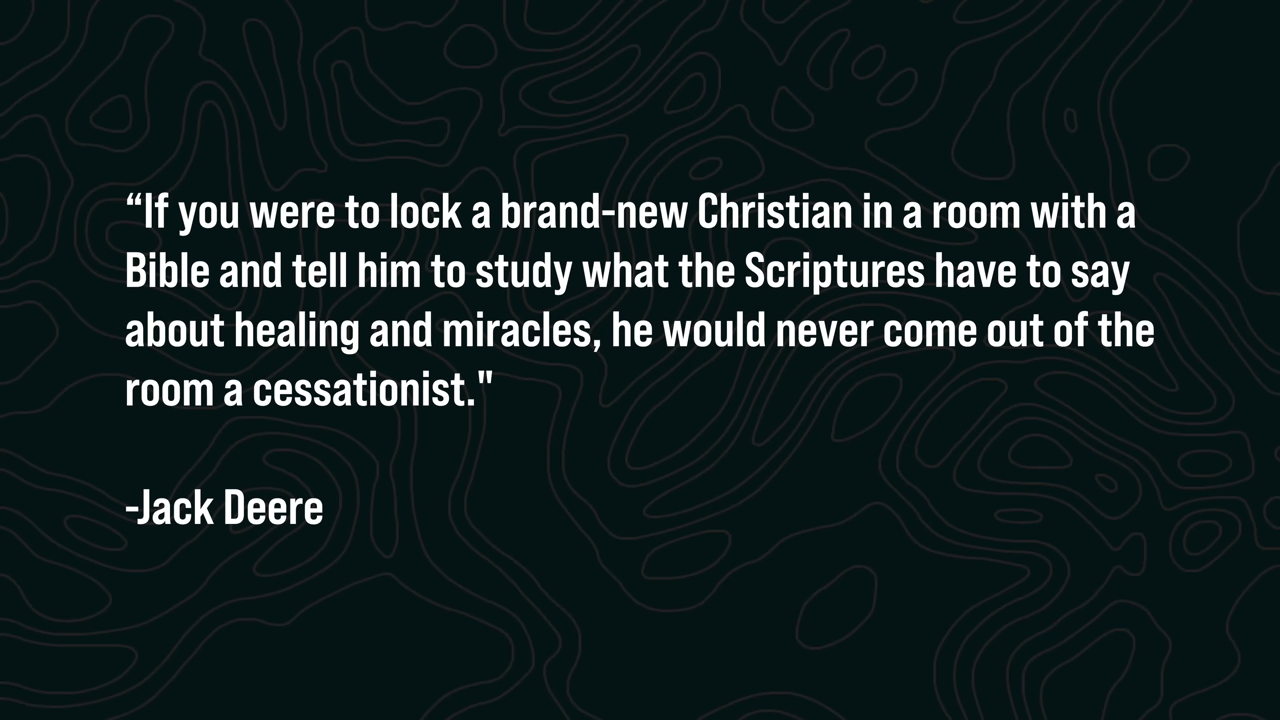 “If you were to lock a brand-new Christian in a room with a
Bible and tell him to study what the Scriptures have to say
about healing and miracles, he would never come out of the
room a cessationist."
-Jack Deere